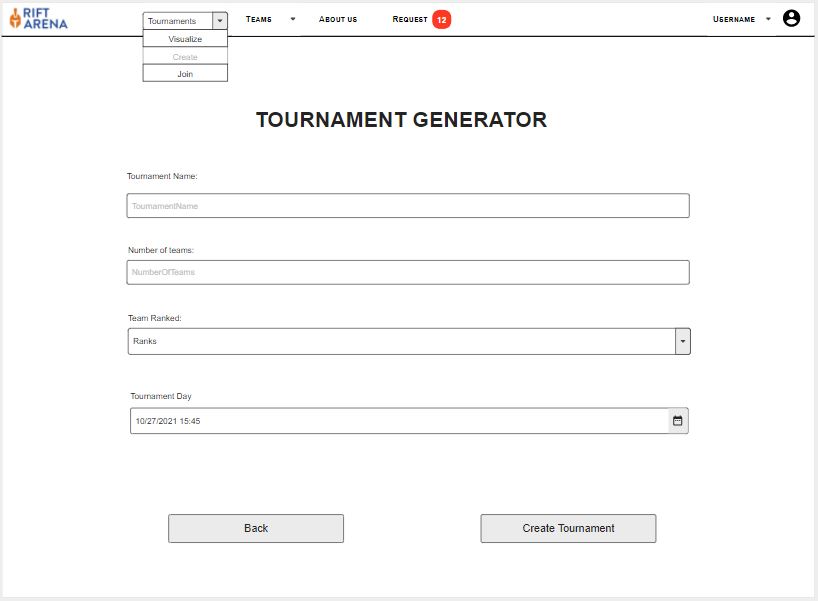 RIFT
ARENA
Tournaments
TEAMS
ABOUT US
REQUEST 12
USERNAME
Visualize
Create
Join
TOURNAMENT GENERATOR
Tournament Name:
TournamentName
Number of teams:
NumberOfTeams
Team Ranked:
Ranks
Tournament Day
10/27/2021 15:45
Back
Create Tournament